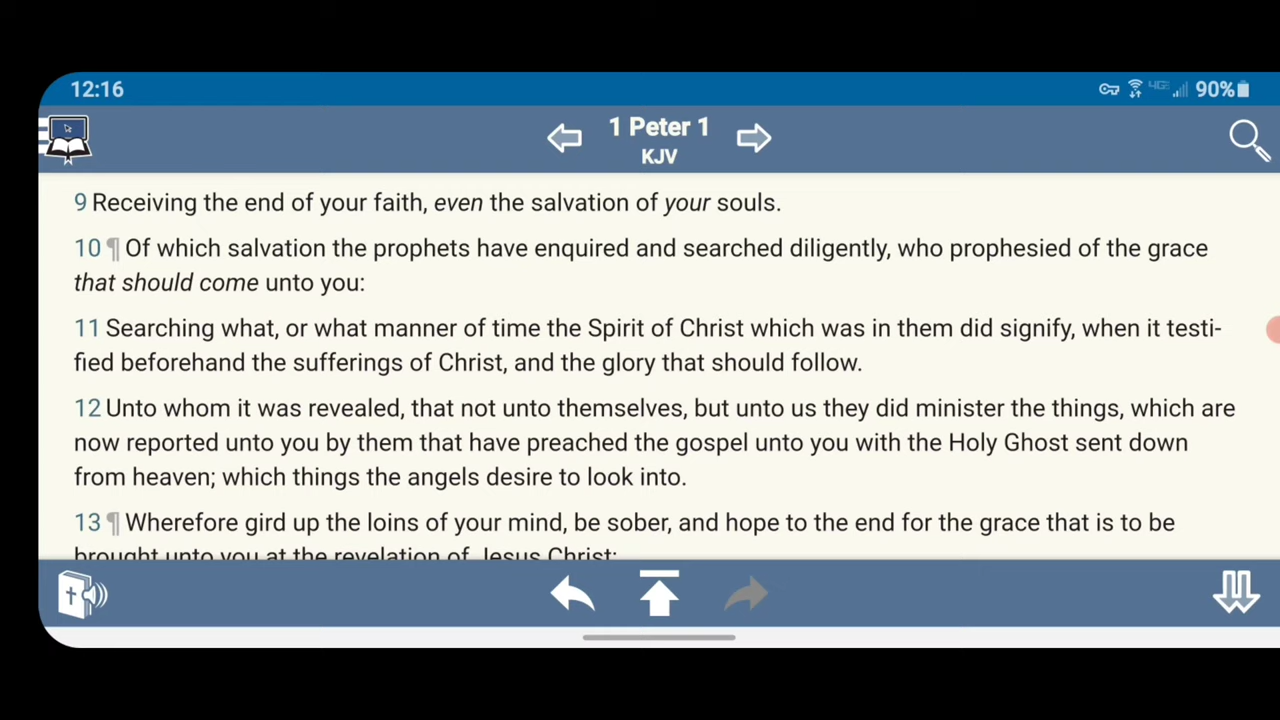 12:16
4GE 90%
1 Peter 1
KJV
9 Receiving the end of your faith, even the salvation of your souls.
10 ¶ Of which salvation the prophets have enquired and searched diligently, who prophesied of the grace
that should come unto you:
11 Searching what, or what manner of time the Spirit of Christ which was in them did signify, when it testi-
fied beforehand the sufferings of Christ, and the glory that should follow.
12 Unto whom it was revealed, that not unto themselves, but unto us they did minister the things, which are
now reported unto you by them that have preached the gospel unto you with the Holy Ghost sent down
from heaven; which things the angels desire to look into.
13 ¶ Wherefore gird up the loins of your mind, be sober, and hope to the end for the grace that is to be
brought unto you at the revelation of Jesus Christ;